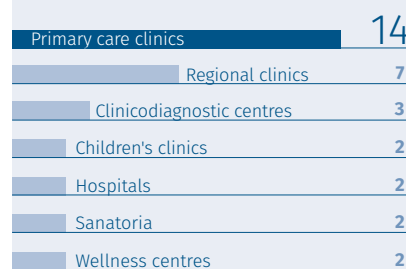 Primary care clinics 14
Regional clinics 7
Clinicodiagnostic centres 3
Children's clinics 2
Hospitals 2
Sanatoria 2
Wellness centres 2